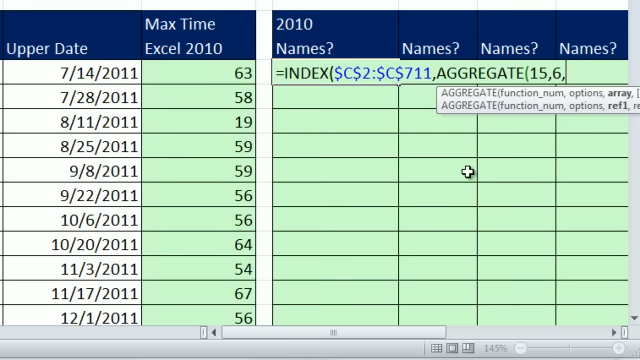 Max Time 2010
Upper Date Excel 2010 Names? Names? Names? Names?
7/14/2011 63 =INDEX($C$2:$C$711,AGGREGATE(15,6,
7/28/2011 58 AGGREGATE(function_num, options, array, [
8/11/2011 19 AGGREGATE(function_num, options, ref1, re
8/25/2011 59
9/8/2011 59
9/22/2011 56
10/6/2011 56
10/20/2011 64
11/3/2011 54
11/17/2011 67
12/1/2011 56
145%